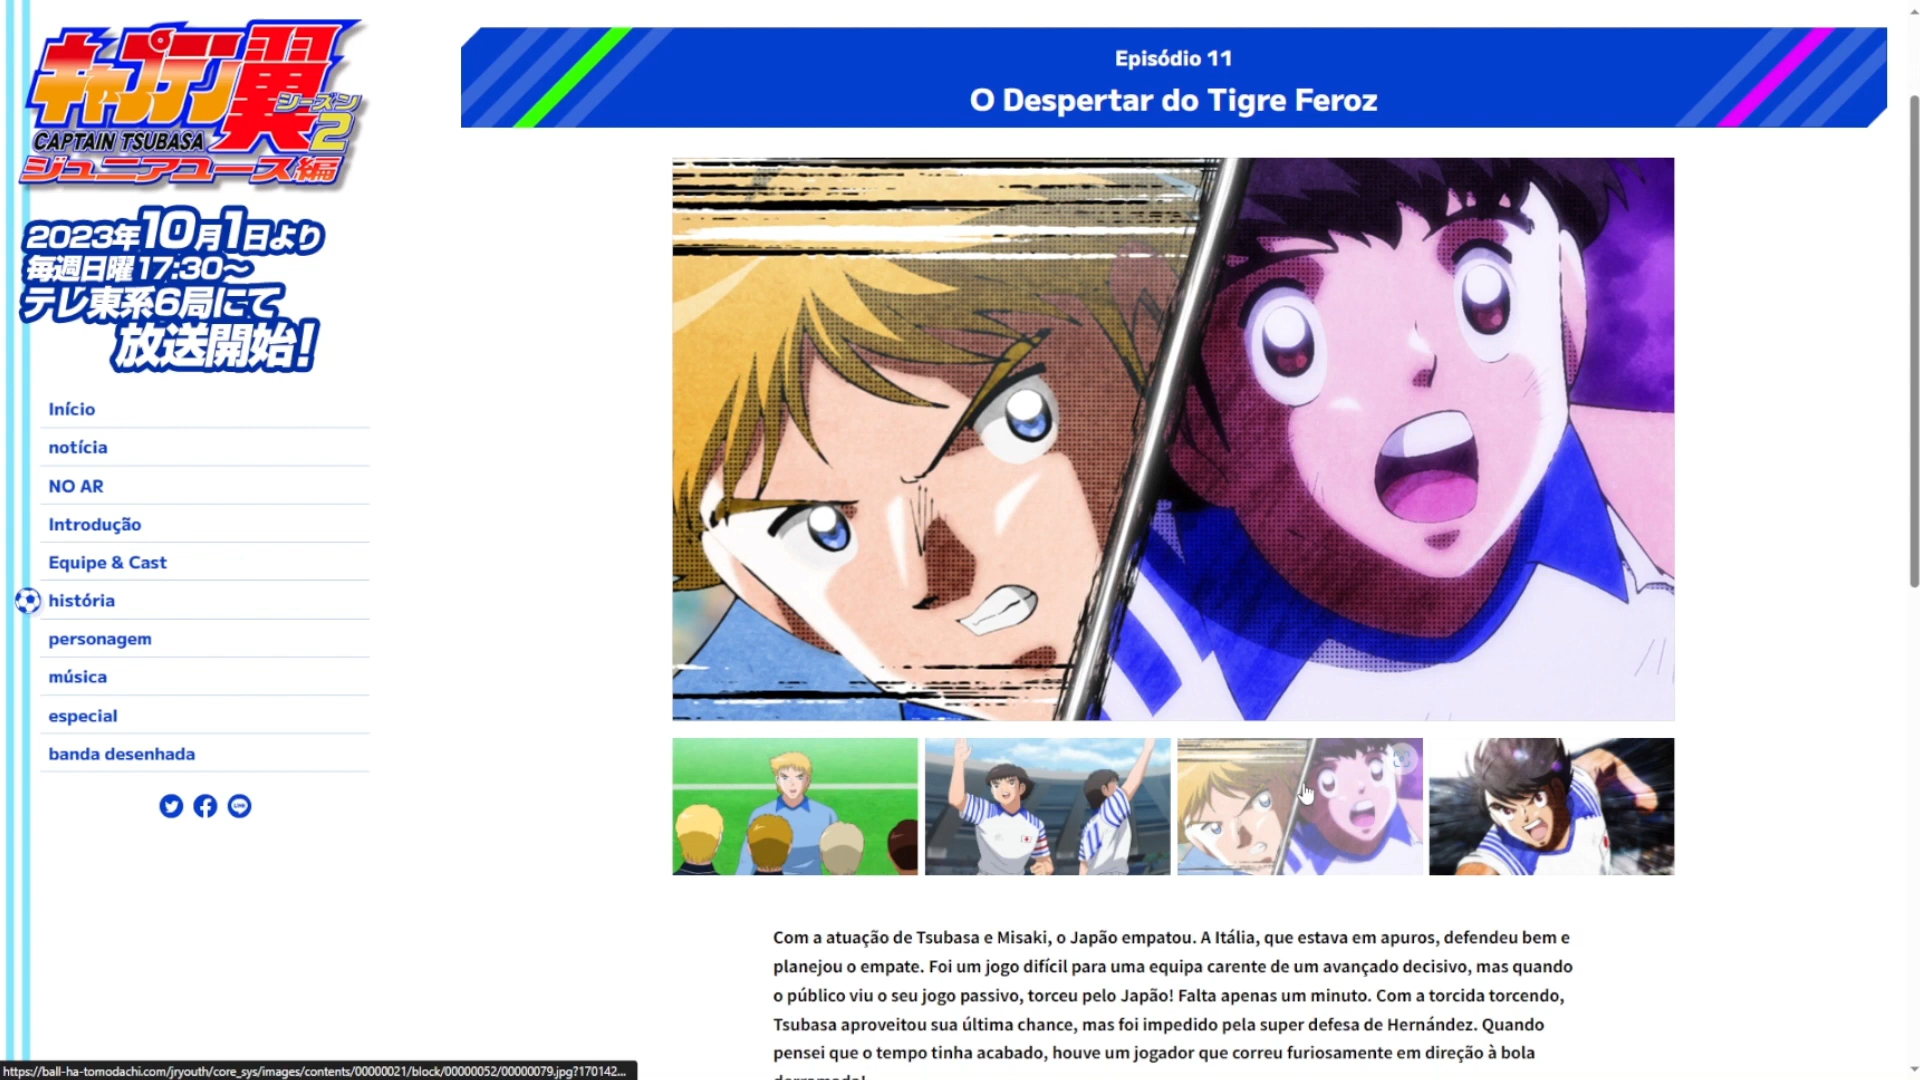 キャプテン翼
シーズン2
CAPTAIN TSUBASA
ジュニアユース編
2023年10月1日より
毎週日曜17:30～
テレ東系6局にて
放送開始!
Início
notícia
NO AR
Introdução
Equipe & Cast
história
personagem
música
especial
banda desenhada
LINE
Episódio 11
O Despertar do Tigre Feroz
Com a atuação de Tsubasa e Misaki, o Japão empatou. A Itália, que estava em apuros, defendeu bem e
planejou o empate. Foi um jogo difícil para uma equipa carente de um avançado decisivo, mas quando
o público viu o seu jogo passivo, torceu pelo Japão! Falta apenas um minuto. Com a torcida torcendo,
Tsubasa aproveitou sua última chance, mas foi impedido pela super defesa de Hernández. Quando
pensei que o tempo tinha acabado, houve um jogador que correu furiosamente em direção à bola
https://ball-ha-tomodachi.com/jryouth/core_sys/images/contents/00000021/block/00000052/00000079.jpg?170142...